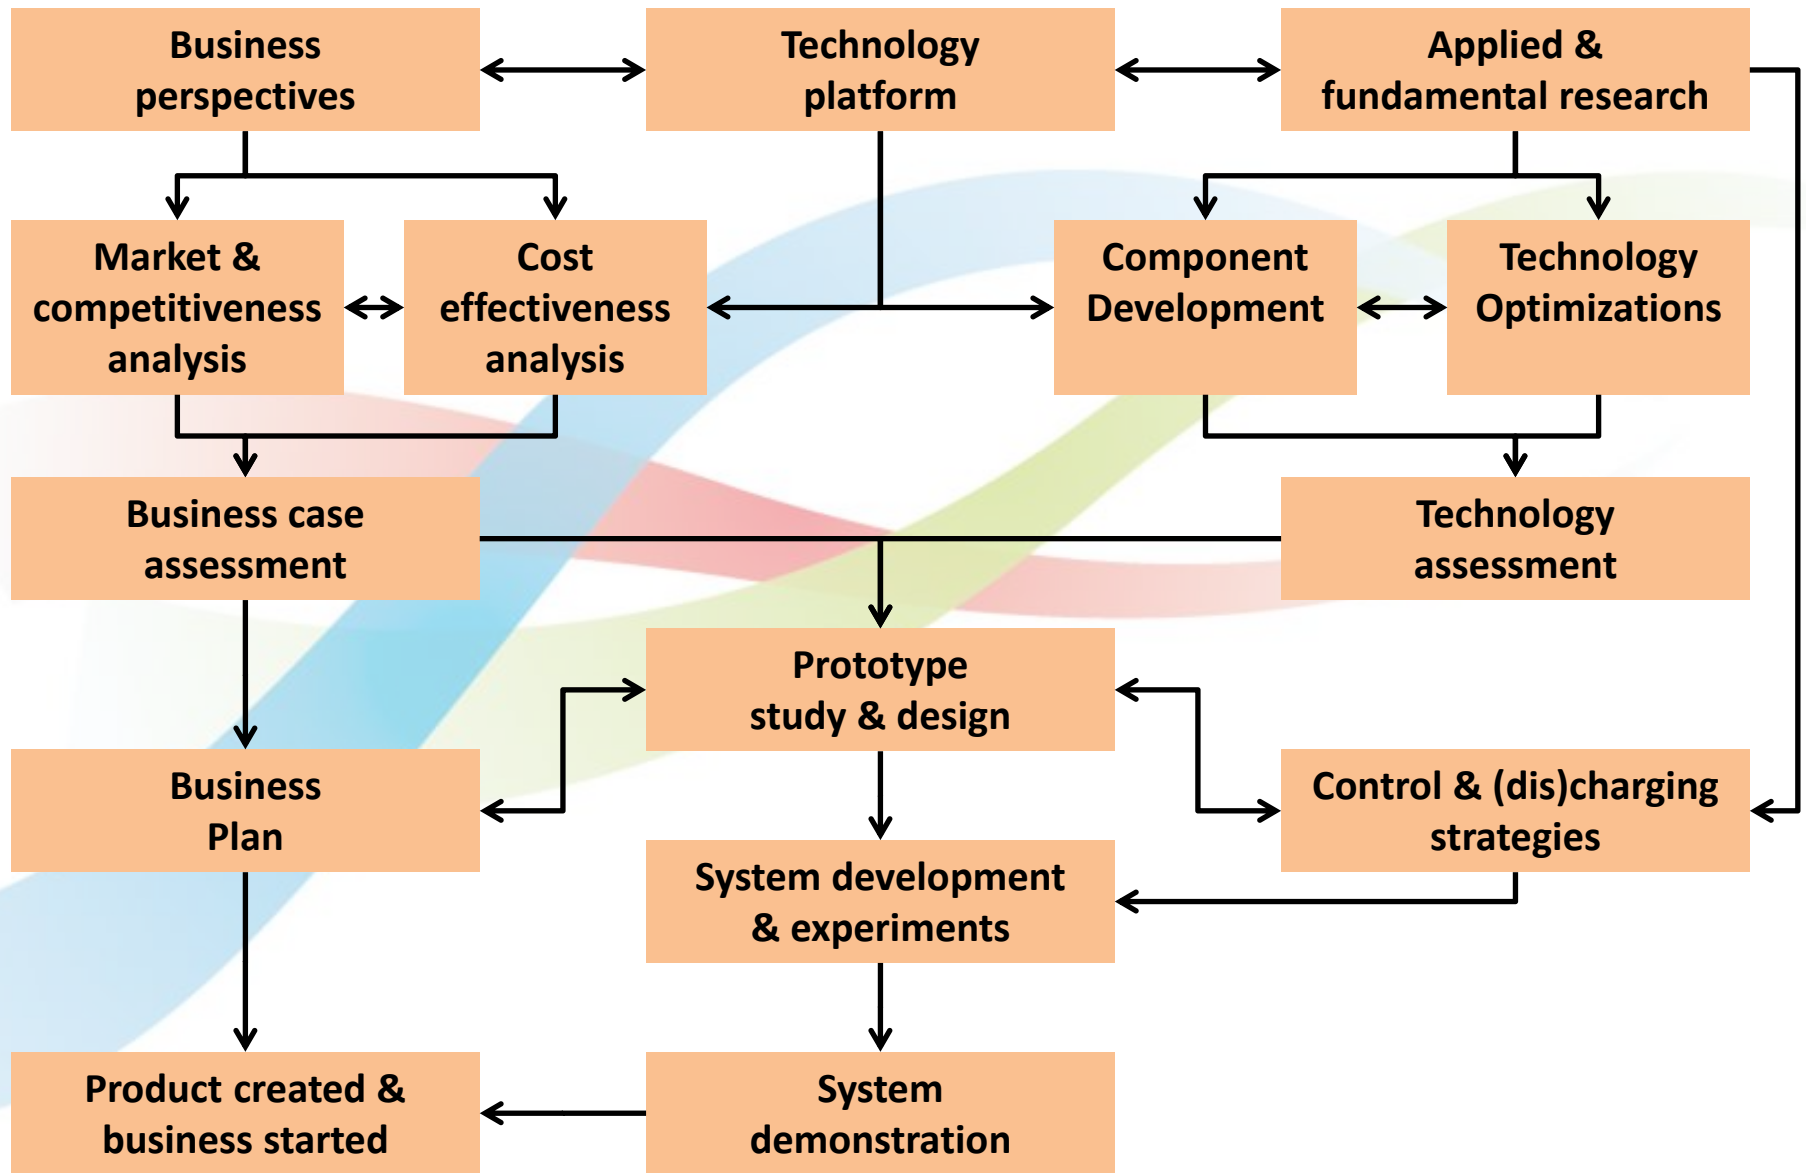 Business
perspectives
Technology
platform
Applied &
fundamental research
Market &
competitiveness
analysis
Cost
effectiveness
analysis
Component
Development
Technology
Optimizations
Business case
assessment
Technology
assessment
Prototype
study & design
Business
Plan
Control & (dis)charging
strategies
System development
& experiments
Product created &
business started
System
demonstration